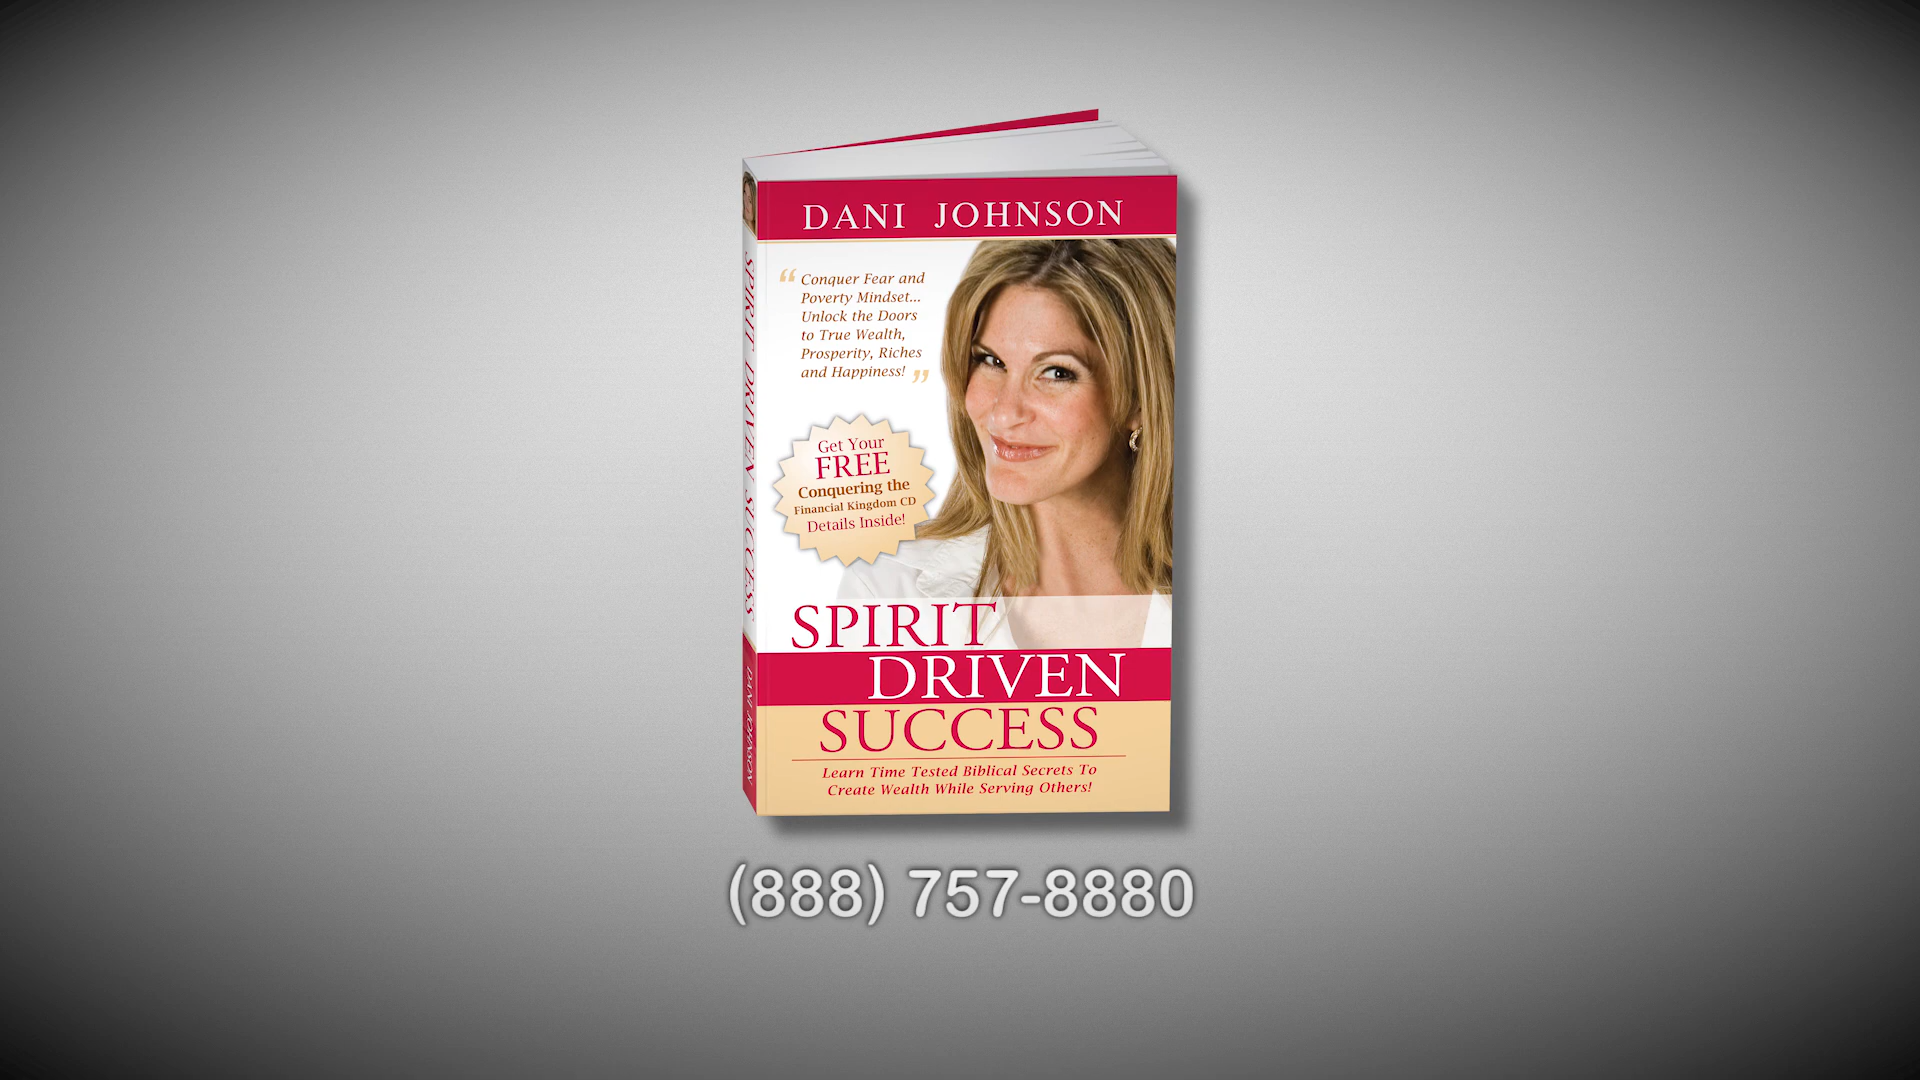 DANI JOHNSON
“ Conquer Fear and
Poverty Mindset...
Unlock the Doors
to True Wealth,
Prosperity, Riches
and Happiness! ”
Get Your
FREE
Conquering the
Financial Kingdom CD
Details Inside!
SPIRIT
DRIVEN
SUCCESS
Learn Time Tested Biblical Secrets To
Create Wealth While Serving Others!
SPIRIT DRIVEN SUCCESS
DANI JOHNSON
(888) 757-8880